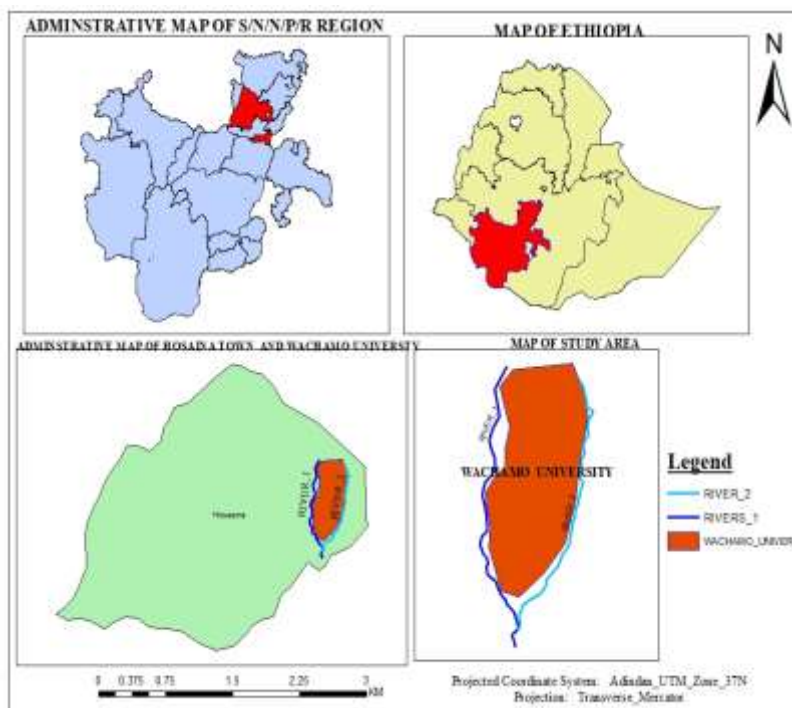 ADMINSTRATIVE MAP OF S/N/N/P/R REGION
MAP OF ETHIOPIA
N
ADMINSTRATIVE MAP OF HOSAINA TOWN AND WACHAMO UNIVERSITY
MAP OF STUDY AREA
RIVER_1
RIVER_2
WACHAMO UNIVERSITY
Legend
RIVER_2
RIVERS_1
WACHAMO_UNIVER
0 0.375 0.75 1.5 2.25 3
KM
Projected Coordinate System: Adindan_UTM_Zone_37N
Projection: Transverse_Mercator